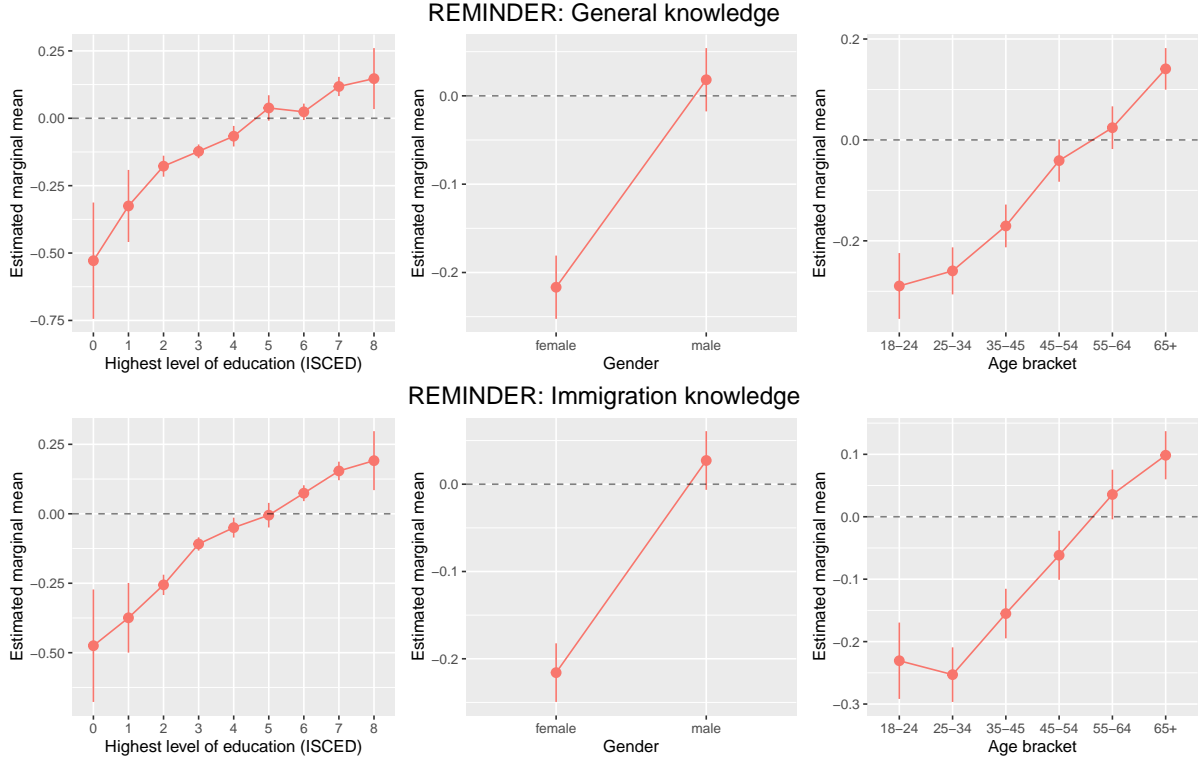 REMINDER: General knowledge
Estimated marginal mean
0.25
0.00
−0.25
−0.50
−0.75
0 1 2 3 4 5 6 7 8
Highest level of education (ISCED)
Estimated marginal mean
0.0
−0.1
−0.2
female male
Gender
Estimated marginal mean
0.2
0.0
−0.2
18−24 25−34 35−45 45−54 55−64 65+
Age bracket
REMINDER: Immigration knowledge
Estimated marginal mean
0.25
0.00
−0.25
−0.50
0 1 2 3 4 5 6 7 8
Highest level of education (ISCED)
Estimated marginal mean
0.0
−0.1
−0.2
female male
Gender
Estimated marginal mean
0.1
0.0
−0.1
−0.2
−0.3
18−24 25−34 35−45 45−54 55−64 65+
Age bracket